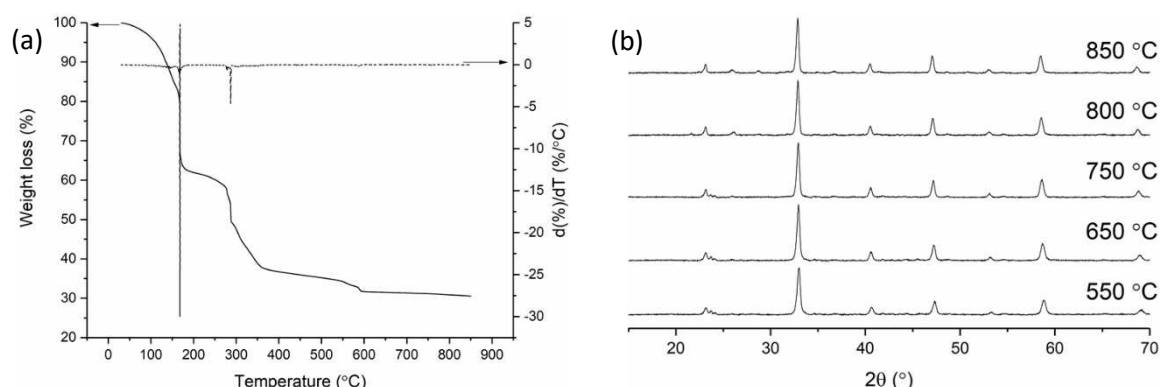 (a)
100
90
80
70
60
50
40
30
20
Weight loss (%)
0 100 200 300 400 500 600 700 800 900
Temperature (°C)
5
0
-5
-10
-15
-20
-25
-30
d(%)/dT (%/°C)
(b)
850 °C
800 °C
750 °C
650 °C
550 °C
20 30 40 50 60 70
2θ (°)